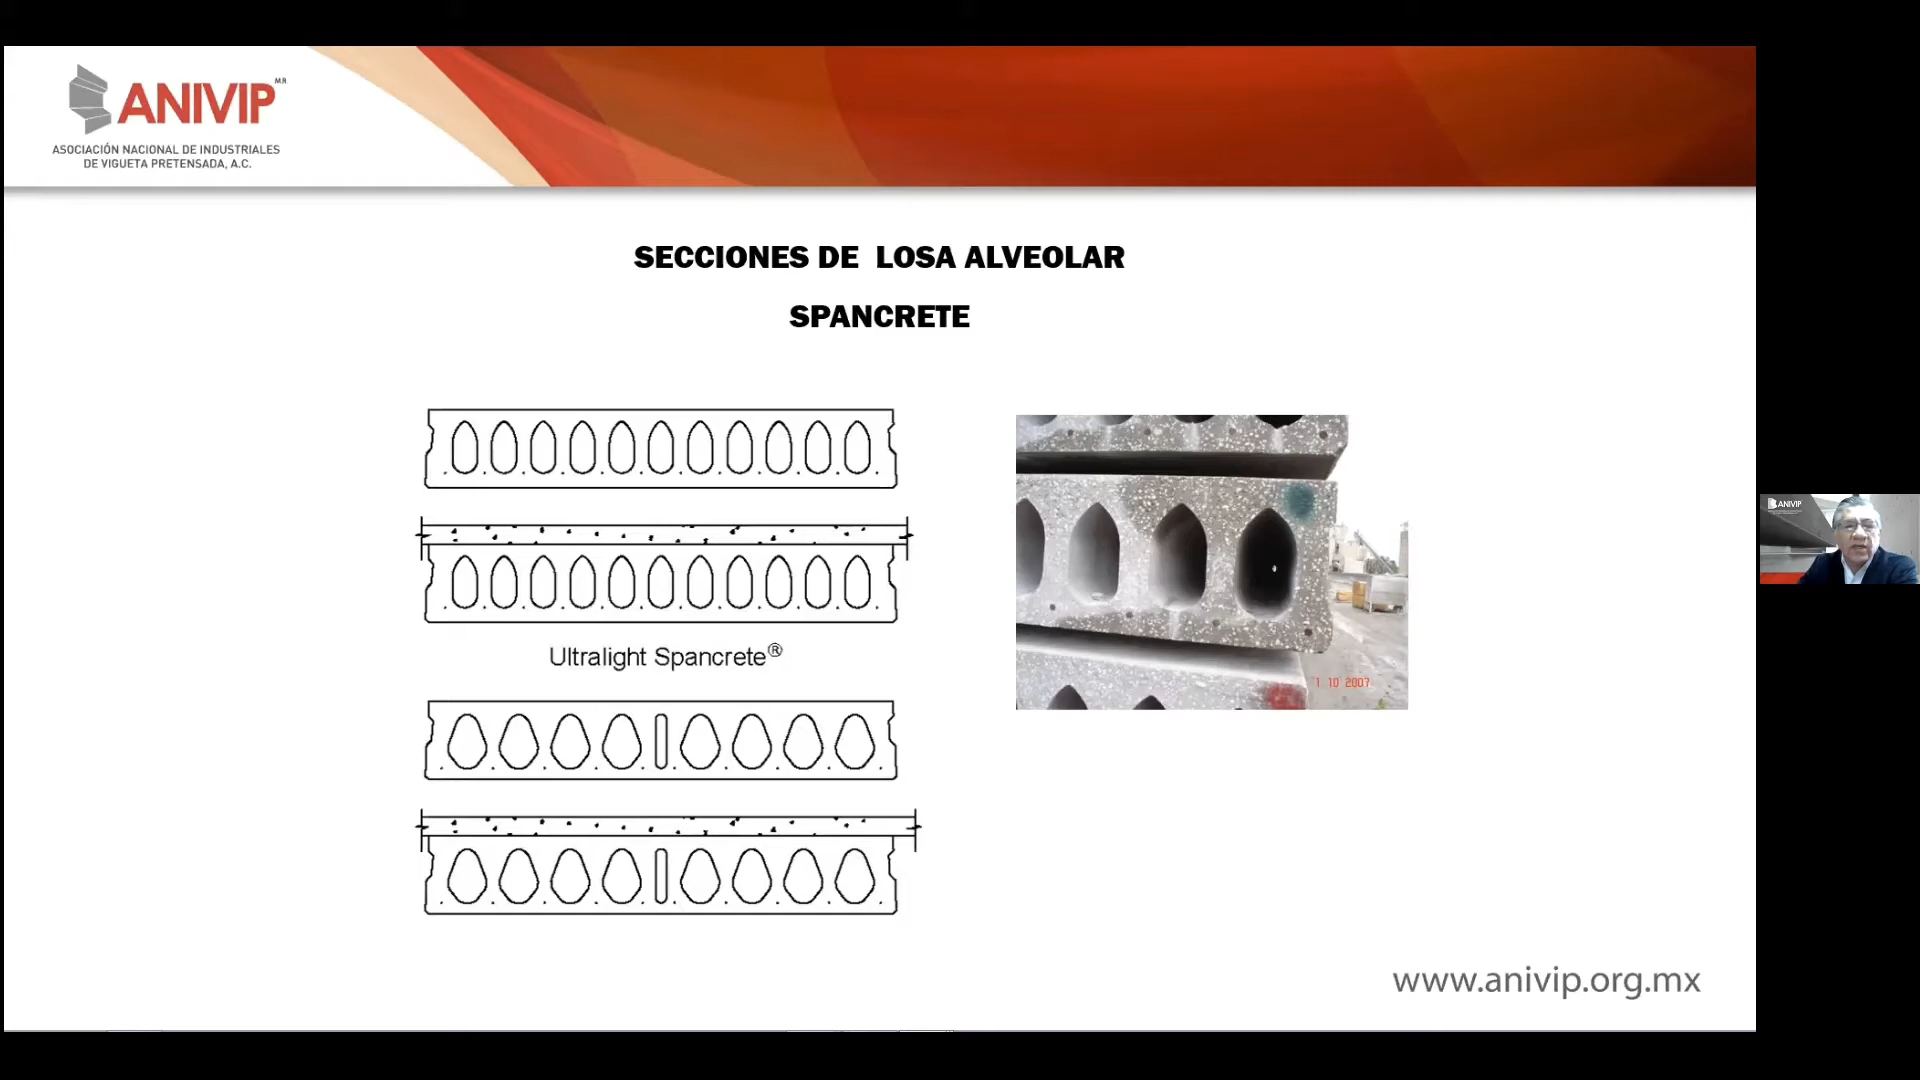 ANIVIP MR
ASOCIACIÓN NACIONAL DE INDUSTRIALES
DE VIGUETA PRETENSADA, A.C.
SECCIONES DE LOSA ALVEOLAR
SPANCRETE
Ultralight Spancrete®
1 10 2007
ANIVIP
www.anivip.org.mx